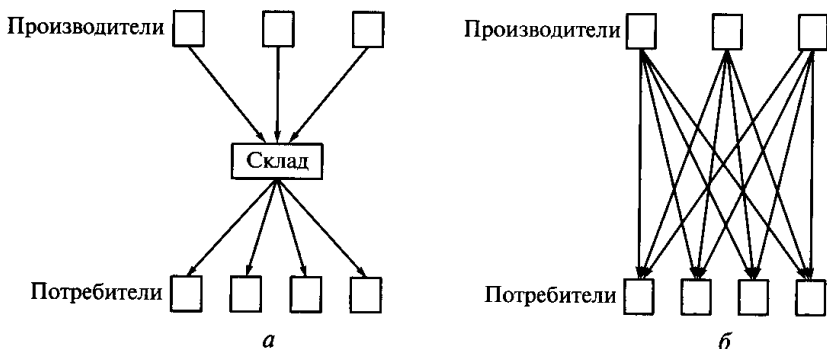 Производители
Склад
Потребители
а
Производители
Потребители
б